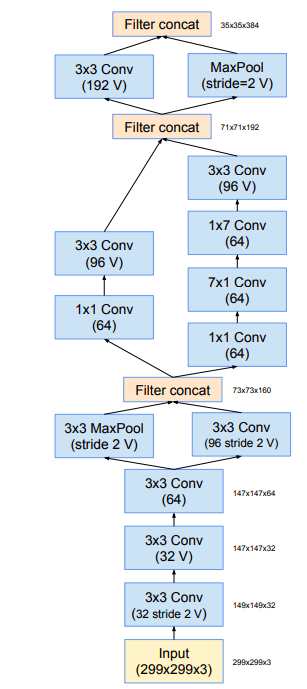 Filter concat 35x35x384
3x3 Conv
(192 V)
MaxPool
(stride=2 V)
Filter concat 71x71x192
3x3 Conv
(96 V)
1x7 Conv
(64)
3x3 Conv
(96 V)
7x1 Conv
(64)
1x1 Conv
(64)
1x1 Conv
(64)
Filter concat 73x73x160
3x3 MaxPool
(stride 2 V)
3x3 Conv
(96 stride 2 V)
3x3 Conv
(64)
147x147x64
3x3 Conv
(32 V)
147x147x32
3x3 Conv
(32 stride 2 V)
149x149x32
Input
(299x299x3)
299x299x3